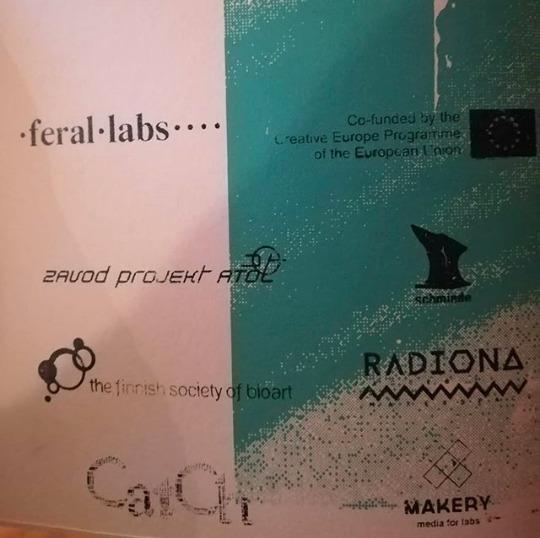 ·feral·labs····
Co-funded by the
Creative Europe Programme
of the European Union
zavod projekt ATOL
schmiede
RADIONA
the finnish society of bioart
CatCh
MAKERY
media for labs